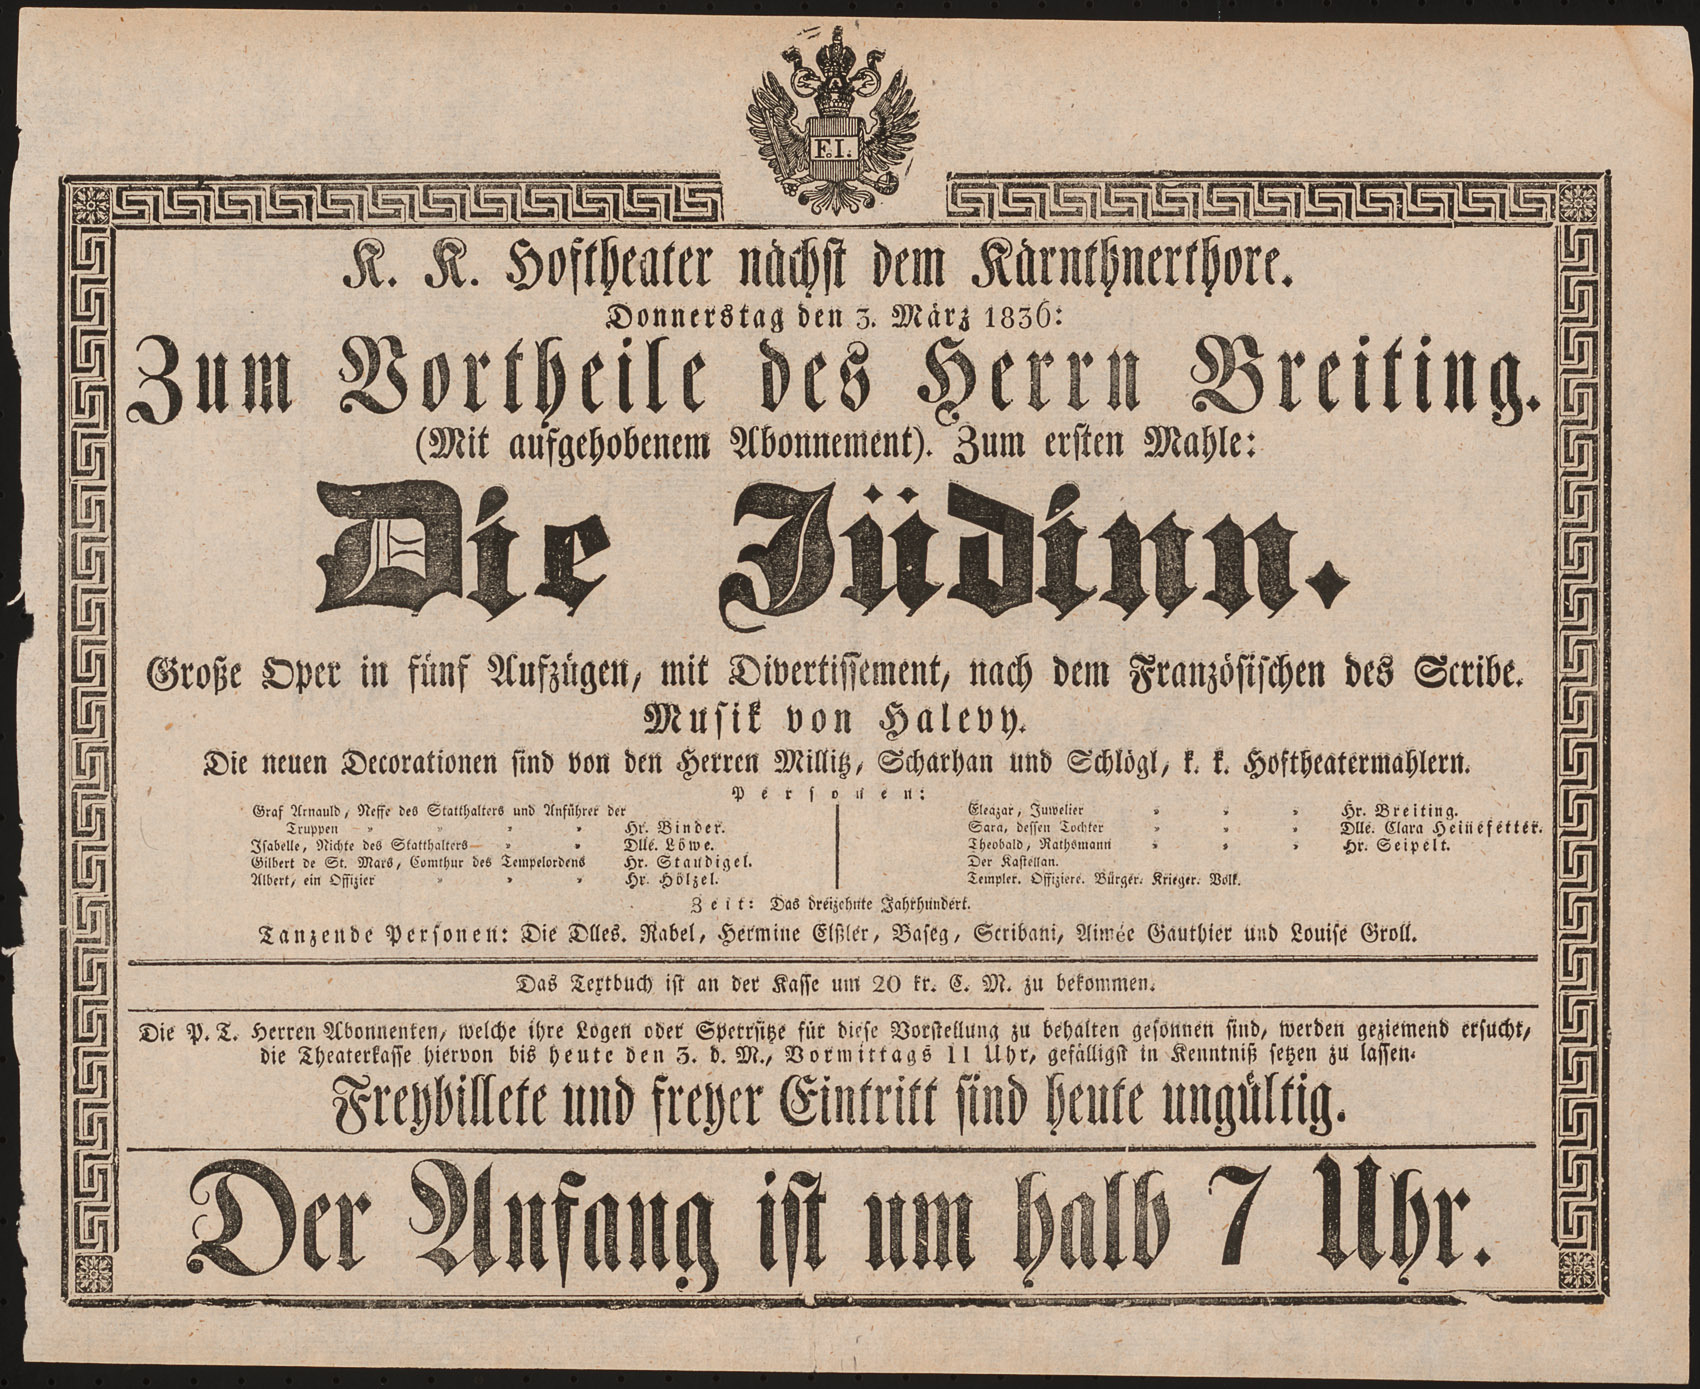 F. I.
K. K. Hoftheater nächst dem Kärnthnerthore.
Donnerstag den 3. März 1836:
Zum Vortheile des Herrn Breiting.
(Mit aufgehobenem Abonnement). Zum ersten Mahle:
Die Jüdinn.
Große Oper in fünf Aufzügen, mit Divertissement, nach dem Französischen des Scribe.
Musik von Halevy.
Die neuen Decorationen sind von den Herren Millitz, Scharhan und Schlögl, k. k. Hoftheatermahlern.
Personen:
Graf Arnauld, Neffe des Statthalters und Anführer der
Truppen " " " " Hr. Binder.
Isabelle, Nichte des Statthalters " " Dlle. Löwe.
Gilbert de St. Mars, Comthur des Tempelordens Hr. Staudigel.
Albert, ein Offizier " " " Hr. Hölzel.
Eleazar, Juwelier " " " Hr. Breiting.
Sara, dessen Tochter " " " Dlle. Clara Heinefetter.
Theobald, Rathsmann " " " Hr. Seipelt.
Der Kastellan.
Templer. Offiziere. Bürger. Krieger. Volk.
Zeit: Das dreizehnte Jahrhundert.
Tanzende Personen: Die Dlles. Rabel, Hermine Elßler, Baseg, Scribani, Aimée Gauthier und Louise Groll.
Das Textbuch ist an der Kasse um 20 kr. C. M. zu bekommen.
Die P. T. Herren Abonnenten, welche ihre Logen oder Sperrsitze für diese Vorstellung zu behalten gesonnen sind, werden geziemend ersucht,
die Theaterkasse hiervon bis heute den 3. d. M., Vormittags 11 Uhr, gefälligst in Kenntniß setzen zu lassen.
Freybillete und freyer Eintritt sind heute ungültig.
Der Anfang ist um halb 7 Uhr.